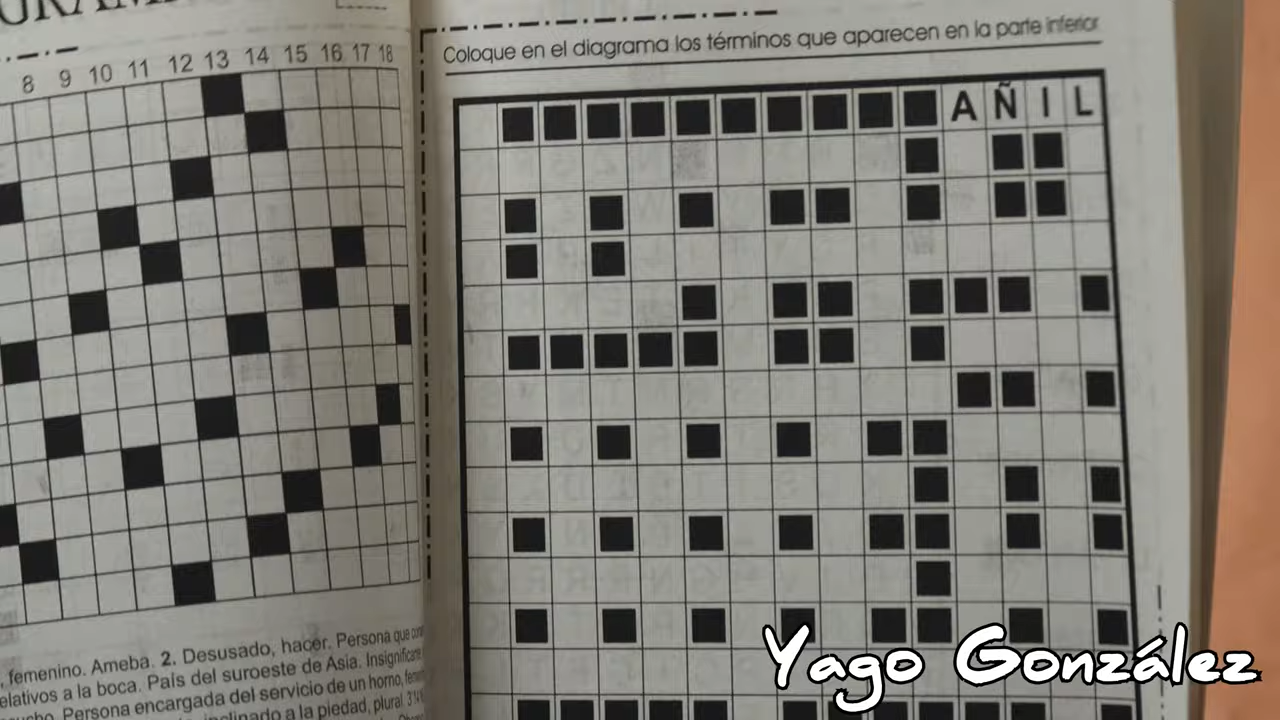 8 9 10 11 12 13 14 15 16 17 18
, femenino. Ameba. 2. Desusado, hacer. Persona que
elativos a la boca. País del suroeste de Asia. Insignificante
Persona encargada del servicio de un horno,
inclinado a la piedad, plural.
Coloque en el diagrama los términos que aparecen en la parte inferior
AÑIL
Yago González